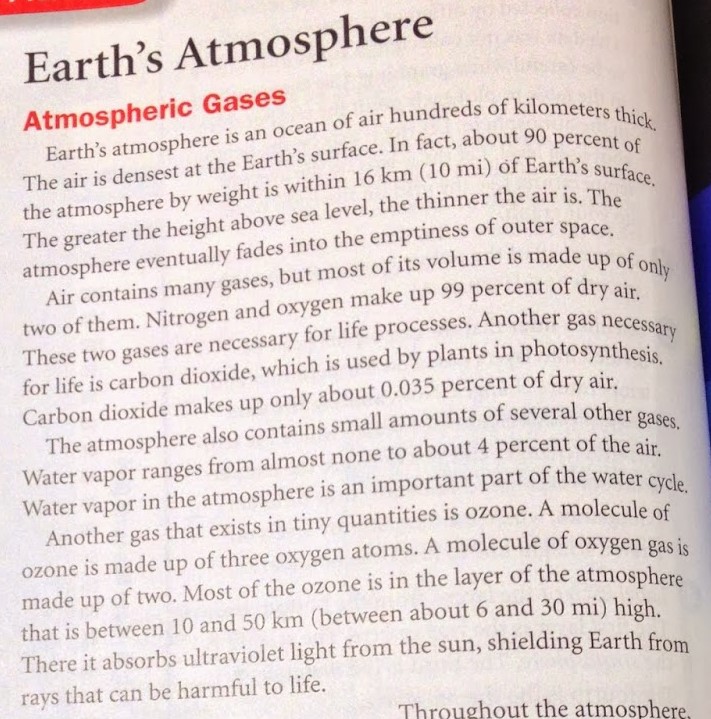 Earth's Atmosphere
Atmospheric Gases
Earth's atmosphere is an ocean of air hundreds of kilometers thick.
The air is densest at the Earth's surface. In fact, about 90 percent of
the atmosphere by weight is within 16 km (10 mi) of Earth's surface.
The greater the height above sea level, the thinner the air is. The
atmosphere eventually fades into the emptiness of outer space.
Air contains many gases, but most of its volume is made up of only
two of them. Nitrogen and oxygen make up 99 percent of dry air.
These two gases are necessary for life processes. Another gas necessary
for life is carbon dioxide, which is used by plants in photosynthesis.
Carbon dioxide makes up only about 0.035 percent of dry air.
The atmosphere also contains small amounts of several other gases.
Water vapor ranges from almost none to about 4 percent of the air.
Water vapor in the atmosphere is an important part of the water cycle.
Another gas that exists in tiny quantities is ozone. A molecule of
ozone is made up of three oxygen atoms. A molecule of oxygen gas is
made up of two. Most of the ozone is in the layer of the atmosphere
that is between 10 and 50 km (between about 6 and 30 mi) high.
There it absorbs ultraviolet light from the sun, shielding Earth from
rays that can be harmful to life.
Throughout the atmosphere,